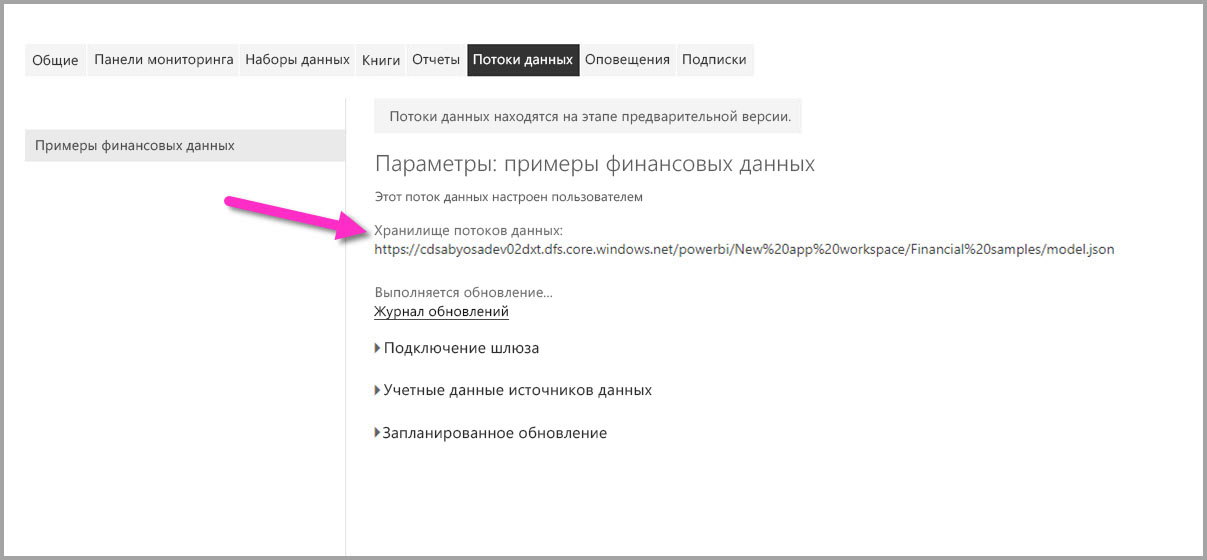 Общие Панели мониторинга Наборы данных Книги Отчеты Потоки данных Оповещения Подписки
Примеры финансовых данных
Потоки данных находятся на этапе предварительной версии.
Параметры: примеры финансовых данных
Этот поток данных настроен пользователем
Хранилище потоков данных:
https://cdsabyosadev02dxt.dfs.core.windows.net/powerbi/New%20app%20workspace/Financial%20samples/model.json
Выполняется обновление...
Журнал обновлений
Подключение шлюза
Учетные данные источников данных
Запланированное обновление